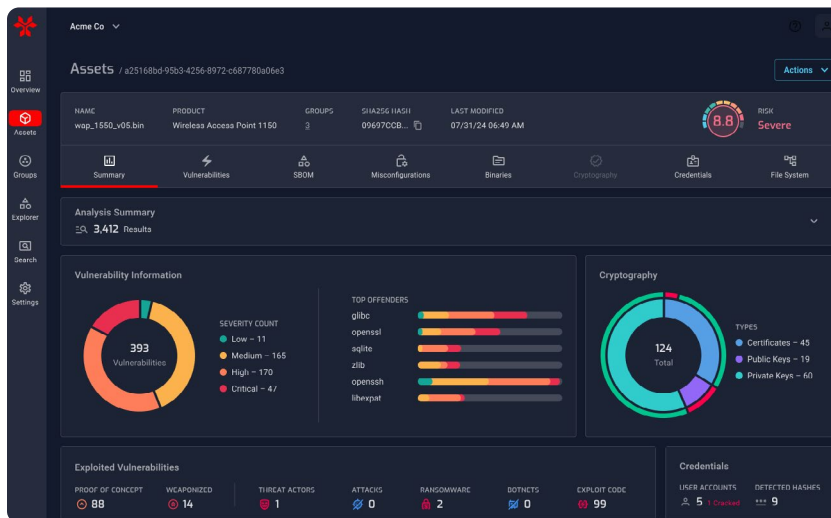 Acme Co
Assets / a25168bd-95b3-4256-8972-c687780a06e3
Actions
Overview
Assets
Groups
Explorer
Search
Settings
NAME PRODUCT GROUPS SHA256 HASH LAST MODIFIED RISK
wap_1550_v05.bin Wireless Access Point 1150 3 09697CCB... 07/31/24 06:49 AM 8.8 Severe
Summary Vulnerabilities SBOM Misconfigurations Binaries Cryptography Credentials File System
Analysis Summary
3,412 Results
Vulnerability Information
393
Vulnerabilities
SEVERITY COUNT
Low – 11
Medium – 165
High – 170
Critical – 47
TOP OFFENDERS
glibc
openssl
sqlite
zlib
openssh
libexpat
Cryptography
124
Total
TYPES
Certificates – 45
Public Keys – 19
Private Keys – 60
Exploited Vulnerabilities
PROOF OF CONCEPT WEAPONIZED THREAT ACTORS ATTACKS RANSOMWARE BOTNETS EXPLOIT CODE
88 14 1 0 2 0 99
Credentials
USER ACCOUNTS DETECTED HASHES
5 1 Cracked 9